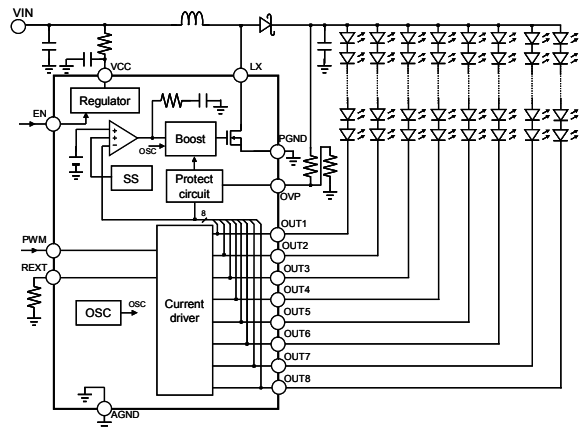 VIN
VCC
LX
Regulator
EN
PGND
Boost
OSC
SS
Protect
circuit
OVP
8
OUT1
PWM
OUT2
REXT
OUT3
OUT4
OSC
OSC
Current
driver
OUT5
OUT6
OUT7
OUT8
AGND